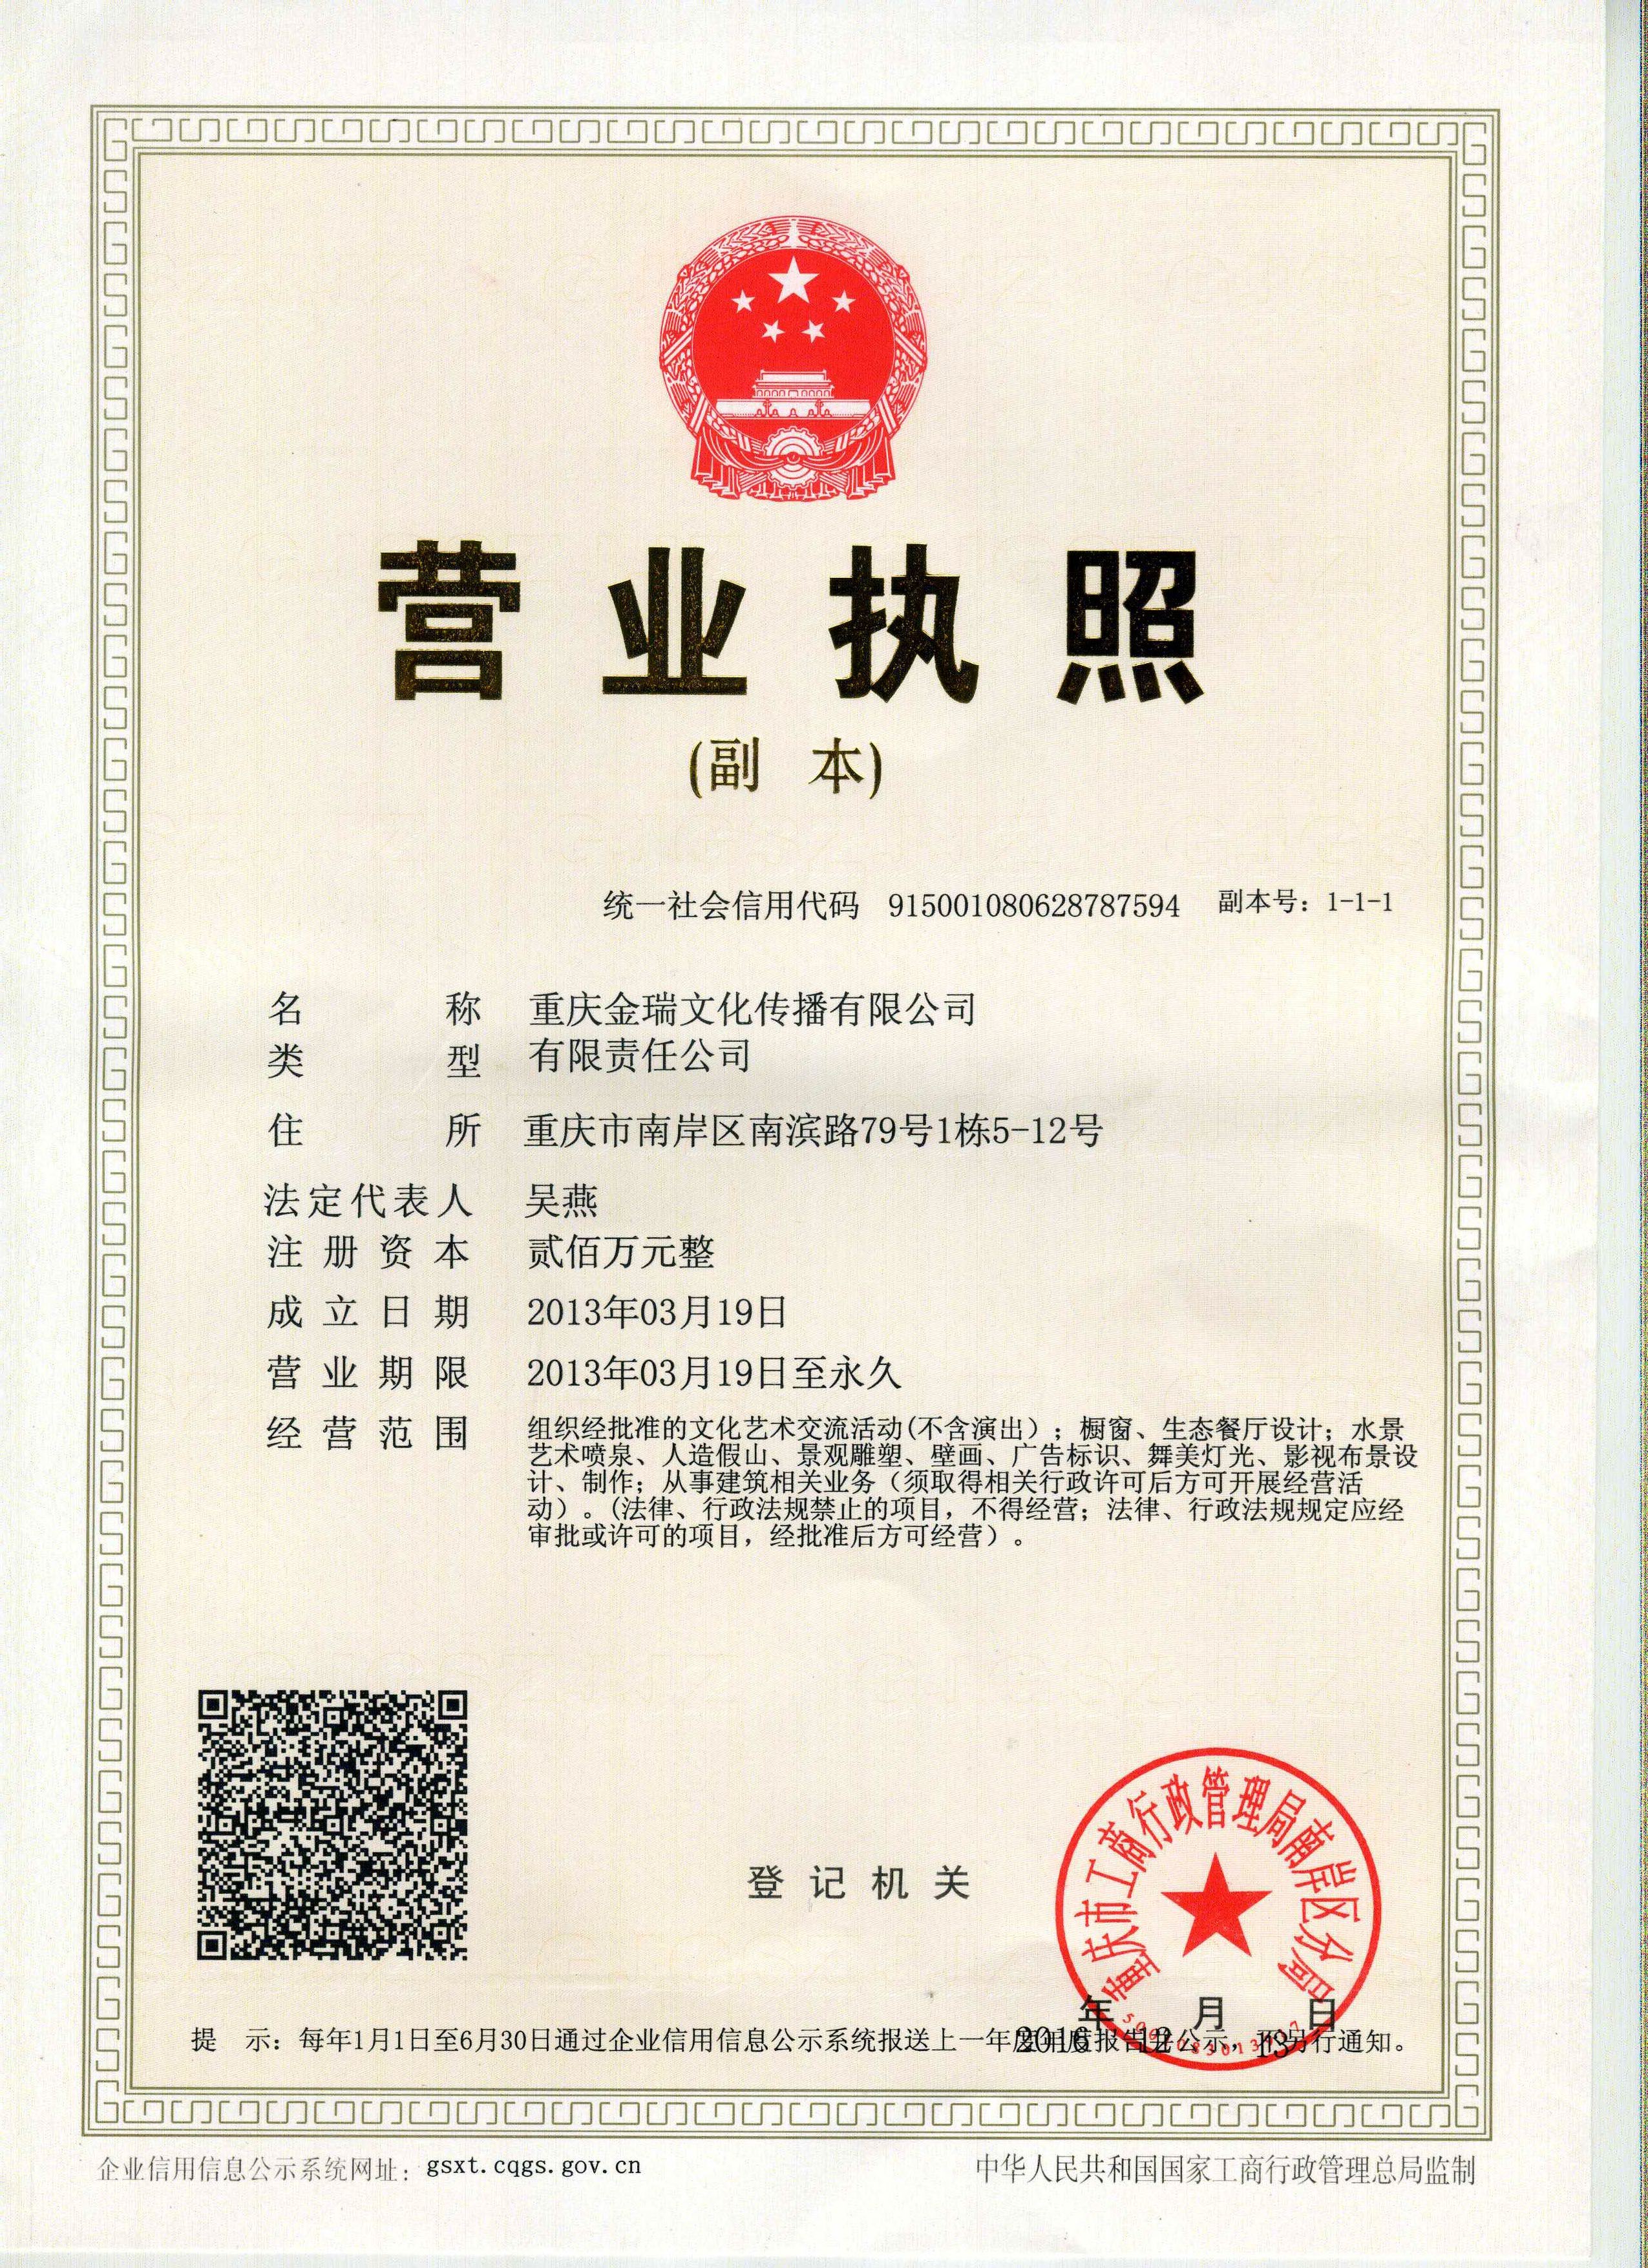 营业执照
(副 本)
统一社会信用代码 915001080628787594 副本号：1-1-1
名 称 重庆金瑞文化传播有限公司
类 型 有限责任公司
住 所 重庆市南岸区南滨路79号1栋5-12号
法定代表人 吴燕
注册资本 贰佰万元整
成立日期 2013年03月19日
营业期限 2013年03月19日至永久
经营范围 组织经批准的文化艺术交流活动(不含演出）；橱窗、生态餐厅设计；水景
艺术喷泉、人造假山、景观雕塑、壁画、广告标识、舞美灯光、影视布景设
计、制作；从事建筑相关业务（须取得相关行政许可后方可开展经营活
动）。(法律、行政法规禁止的项目，不得经营；法律、行政法规规定应经
审批或许可的项目，经批准后方可经营）。
重庆市工商行政管理局南岸区分局
登记机关
年 月 日
2016 12 13
提 示：每年1月1日至6月30日通过企业信用信息公示系统报送上一年度年度报告并公示，不另行通知。
企业信用信息公示系统网址：gsxt.cqgs.gov.cn
中华人民共和国国家工商行政管理总局监制